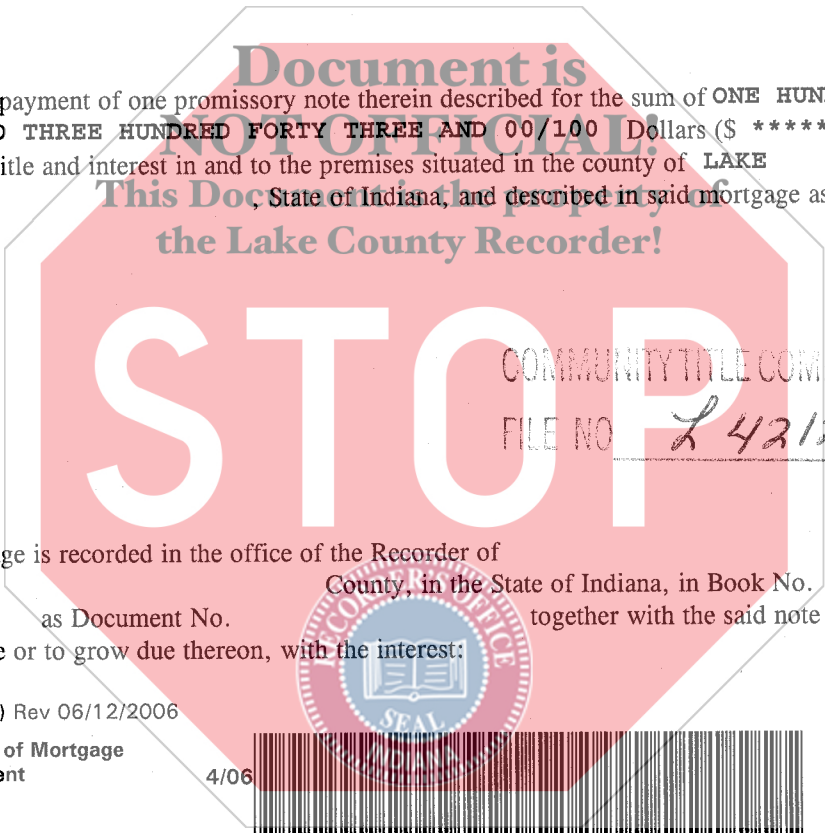 Document is
payment of one promissory note therein described for the sum of ONE HUN
THREE HUNDRED FORTY THREE AND 00/100 Dollars ($ *****
NOT OFFICIAL!
itle and interest in and to the premises situated in the county of LAKE
This Document is the property of
, State of Indiana, and described in said mortgage as
the Lake County Recorder!
STOP
COMMUNITY TITLE COM
FILE NO L 421
ge is recorded in the office of the Recorder of
County, in the State of Indiana, in Book No.
as Document No. together with the said note
e or to grow due thereon, with the interest:
RECORDER'S OFFICE
SEAL
INDIANA
) Rev 06/12/2006
of Mortgage
ent 4/06